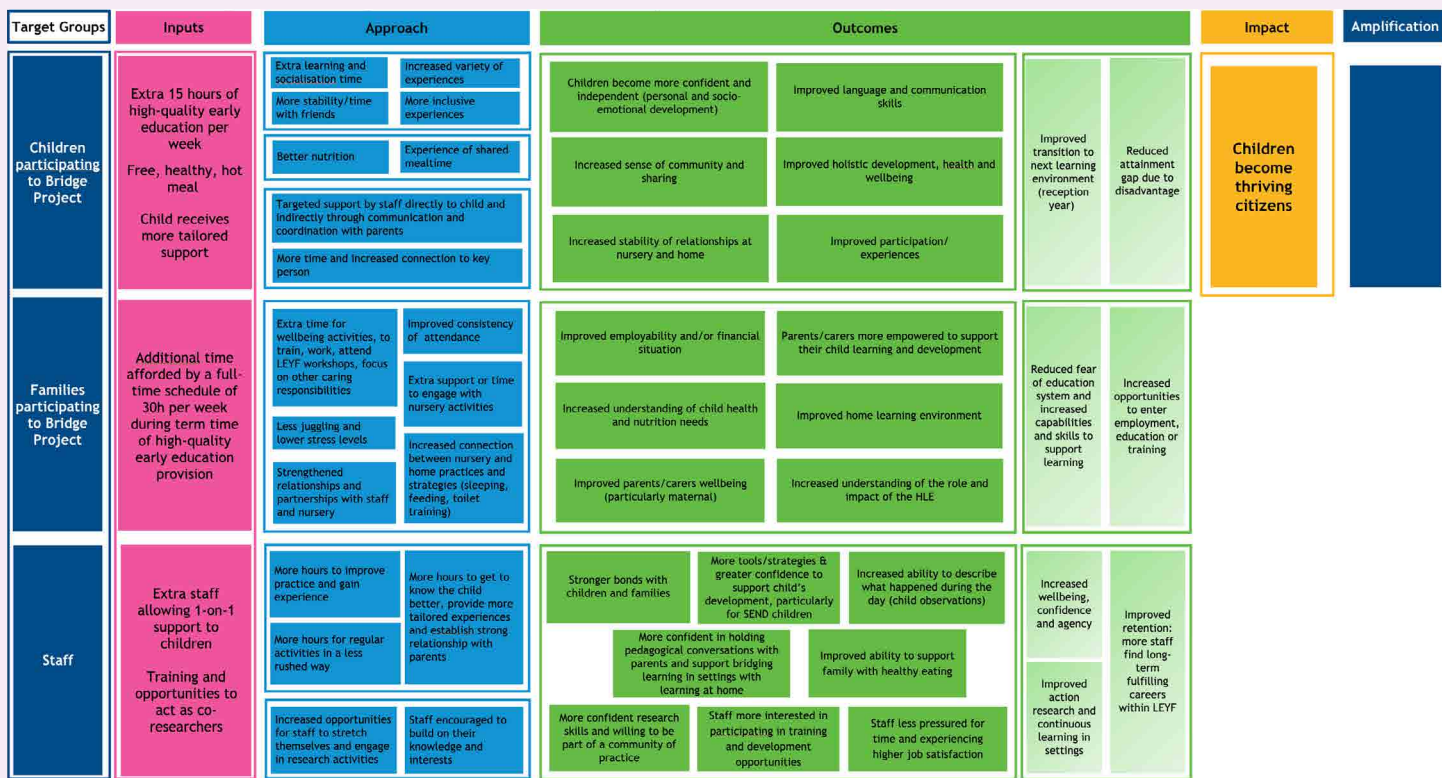 Target Groups
Inputs
Approach
Outcomes
Impact
Amplification
Children
participating
to Bridge
Project
Extra 15 hours of
high-quality early
education per
week
Free, healthy, hot
meal
Child receives
more tailored
support
Extra learning and
socialisation time
Increased variety of
experiences
More stability/time
with friends
More inclusive
experiences
Better nutrition
Experience of shared
mealtime
Targeted support by staff directly to child and
indirectly through communication and
coordination with parents
More time and increased connection to key
person
Children become more confident and
independent (personal and socio-
emotional development)
Improved language and communication
skills
Increased sense of community and
sharing
Improved holistic development, health and
wellbeing
Increased stability of relationships at
nursery and home
Improved participation/
experiences
Improved
transition to
next learning
environment
(reception
year)
Reduced
attainment
gap due to
disadvantage
Children
become
thriving
citizens
Families
participating
to Bridge
Project
Additional time
afforded by a full-
time schedule of
30h per week
during term time
of high-quality
early education
provision
Extra time for
wellbeing activities, to
train, work, attend
LEYF workshops, focus
on other caring
responsibilities
Improved consistency
of attendance
Extra support or time
to engage with
nursery activities
Less juggling and
lower stress levels
Increased connection
between nursery and
home practices and
strategies (sleeping,
feeding, toilet
training)
Strengthened
relationships and
partnerships with staff
and nursery
Improved employability and/or financial
situation
Parents/carers more empowered to support
their child learning and development
Increased understanding of child health
and nutrition needs
Improved home learning environment
Improved parents/carers wellbeing
(particularly maternal)
Increased understanding of the role and
impact of the HLE
Reduced fear
of education
system and
increased
capabilities
and skills to
support
learning
Increased
opportunities
to enter
employment,
education or
training
Staff
Extra staff
allowing 1-on-1
support to
children
Training and
opportunities to
act as co-
researchers
More hours to improve
practice and gain
experience
More hours to get to
know the child
better, provide more
tailored experiences
and establish strong
relationship with
parents
More hours for regular
activities in a less
rushed way
Increased opportunities
for staff to stretch
themselves and engage
in research activities
Staff encouraged to
build on their
knowledge and
interests
Stronger bonds with
children and families
More tools/strategies &
greater confidence to
support child's
development, particularly
for SEND children
Increased ability to describe
what happened during the
day (child observations)
More confident in holding
pedagogical conversations with
parents and support bridging
learning in settings with
learning at home
Improved ability to support
family with healthy eating
More confident research
skills and willing to be
part of a community of
practice
Staff more interested in
participating in training
and development
opportunities
Staff less pressured for
time and experiencing
higher job satisfaction
Increased
wellbeing,
confidence
and agency
Improved
action
research and
continuous
learning in
settings
Improved
retention:
more staff
find long-
term
fulfilling
careers
within LEYF